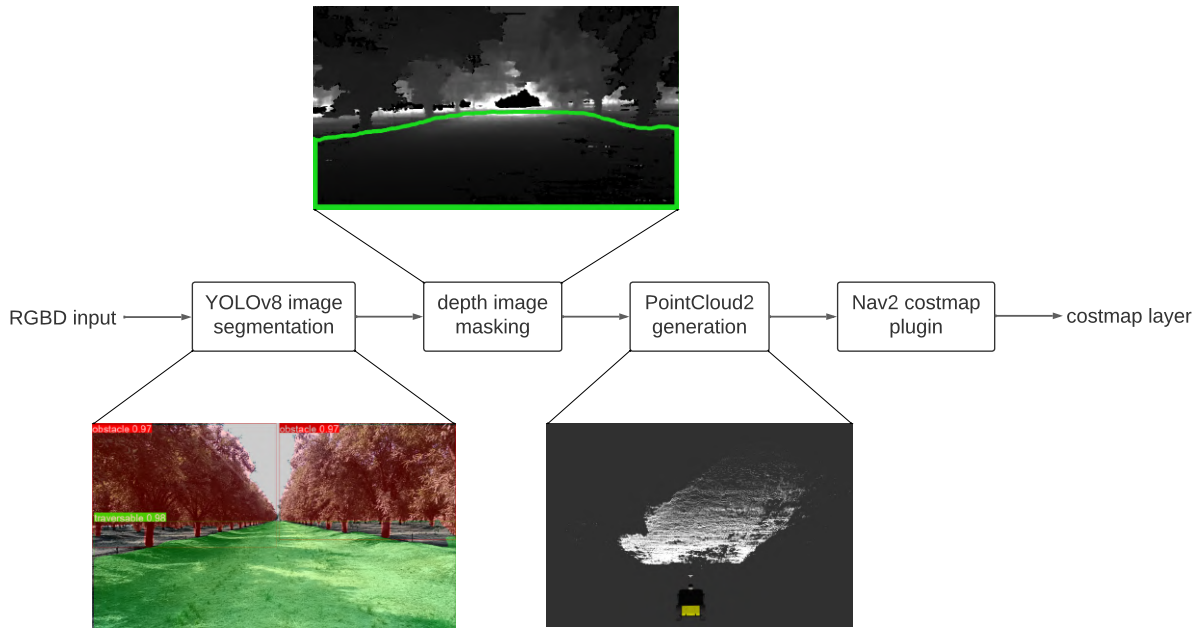 RGBD input
YOLOv8 image
segmentation
depth image
masking
PointCloud2
generation
Nav2 costmap
plugin
costmap layer
obstacle 0.97
obstacle 0.97
traversable 0.98